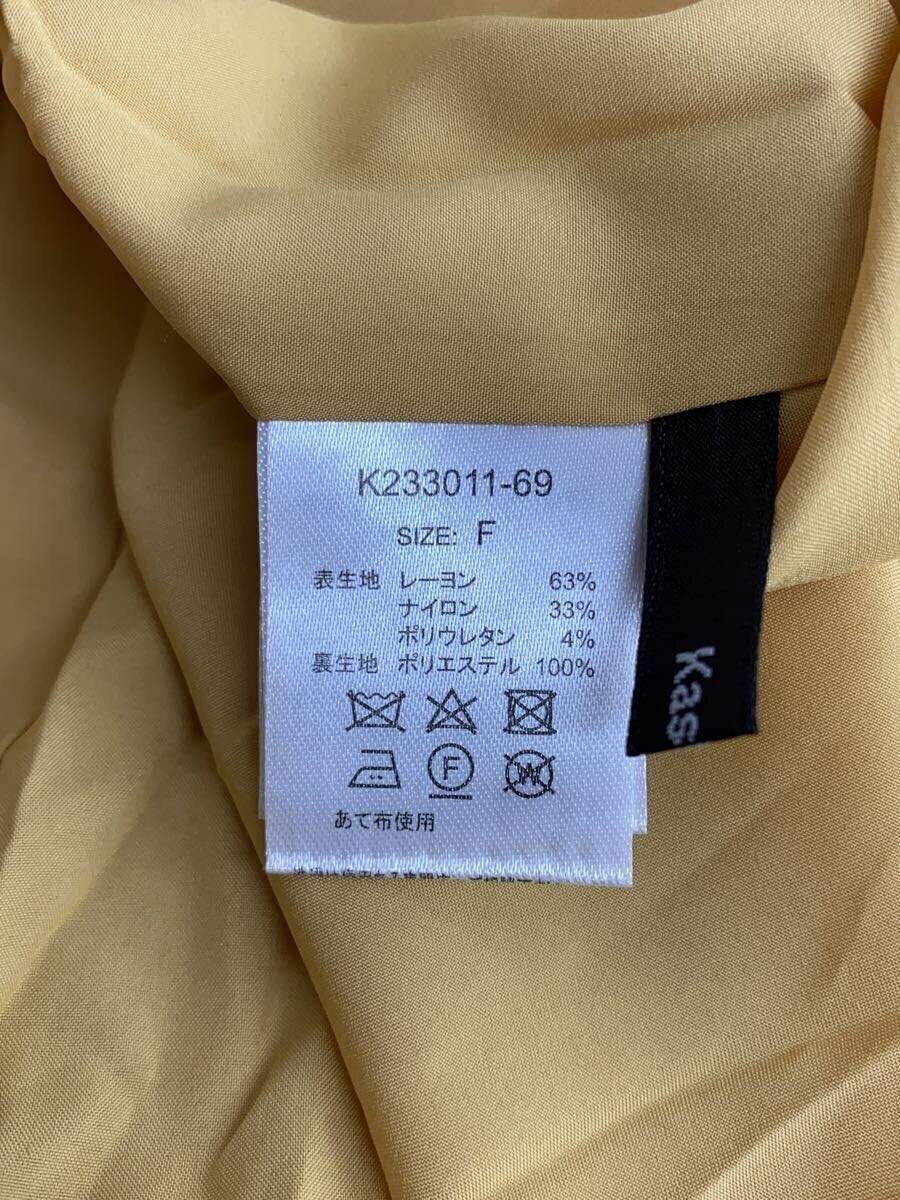 K233011-69
SIZE: F
表生地 レーヨン 63%
ナイロン 33%
ポリウレタン 4%
裏生地 ポリエステル 100%
F
W
あて布使用
Kas